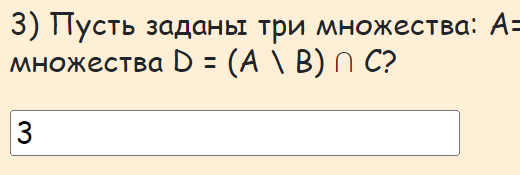 3) Пусть заданы три множества: A=
множества D = (A \ B) ∩ C?
3